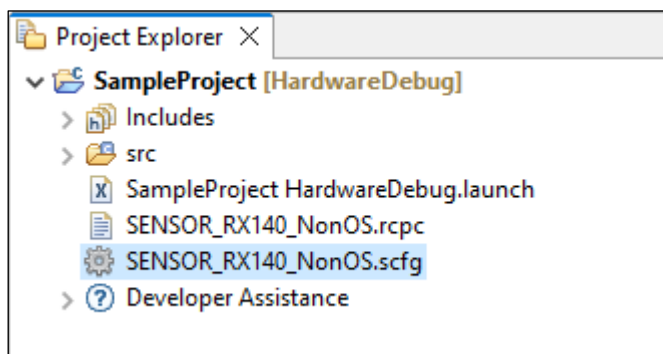 Project Explorer
SampleProject [HardwareDebug]
Includes
src
SampleProject HardwareDebug.launch
SENSOR_RX140_NonOS.rcpc
SENSOR_RX140_NonOS.scfg
Developer Assistance